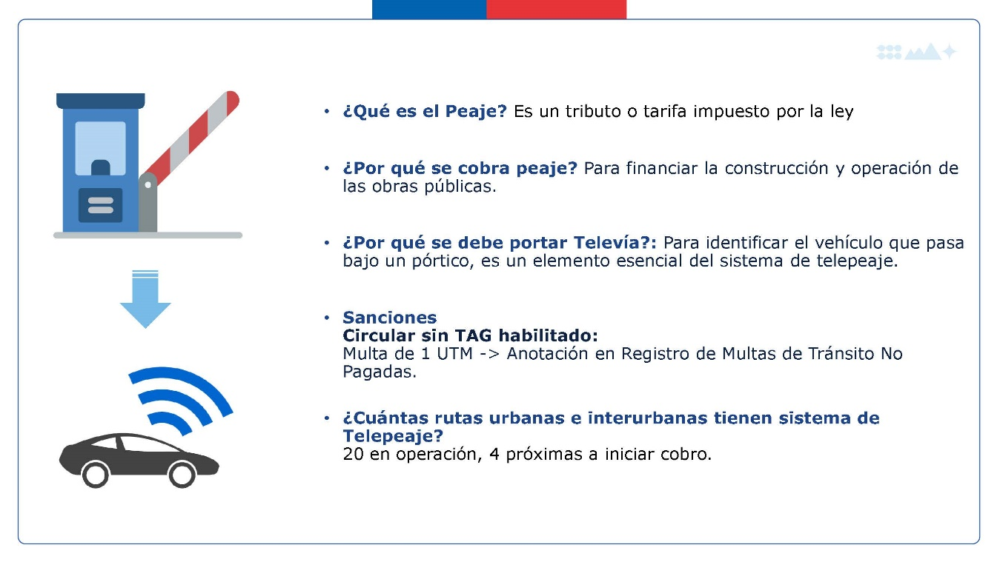 • ¿Qué es el Peaje? Es un tributo o tarifa impuesto por la ley
• ¿Por qué se cobra peaje? Para financiar la construcción y operación de
las obras públicas.
• ¿Por qué se debe portar Televía?: Para identificar el vehículo que pasa
bajo un pórtico, es un elemento esencial del sistema de telepeaje.
• Sanciones
Circular sin TAG habilitado:
Multa de 1 UTM -> Anotación en Registro de Multas de Tránsito No
Pagadas.
• ¿Cuántas rutas urbanas e interurbanas tienen sistema de
Telepeaje?
20 en operación, 4 próximas a iniciar cobro.